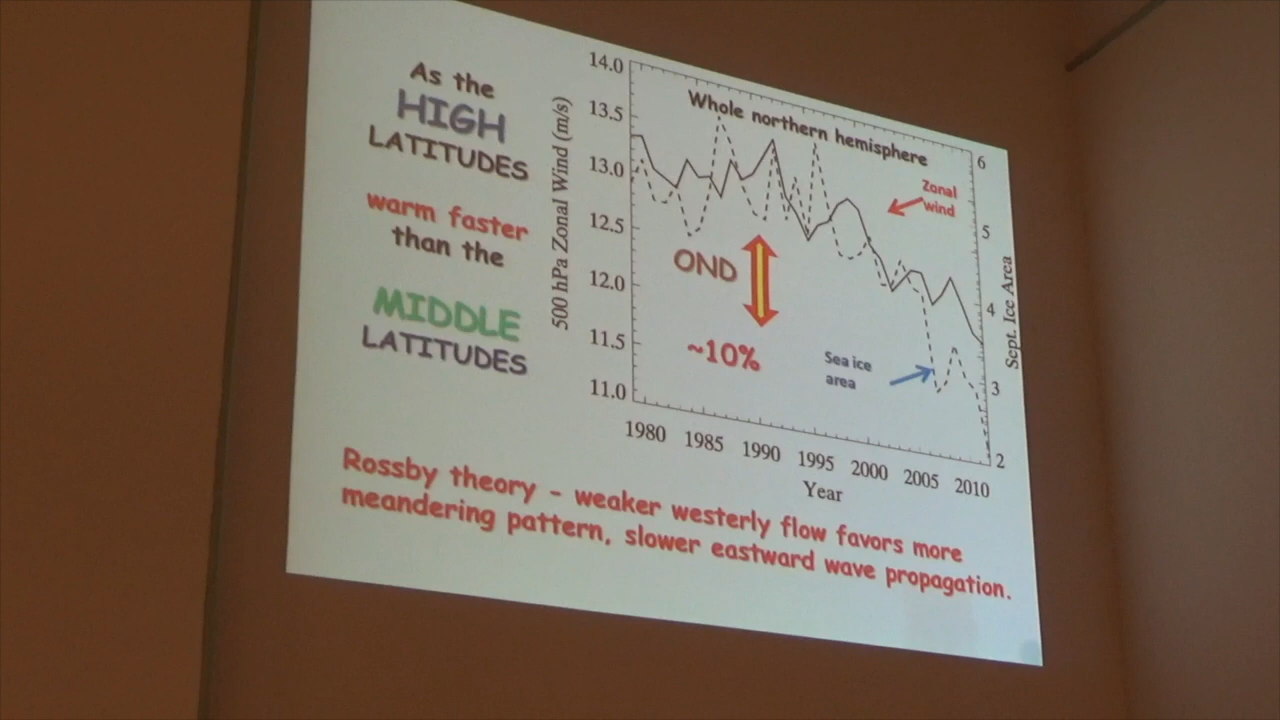 As the
HIGH
LATITUDES
warm faster
than the
MIDDLE
LATITUDES
14.0
13.5
13.0
12.5
12.0
11.5
11.0
500 hPa Zonal Wind (m/s)
Whole northern hemisphere
Zonal
wind
OND
~10%
Sea ice
area
6
5
4
3
2
Sept. Ice Area
1980 1985 1990 1995 2000 2005 2010
Year
Rossby theory - weaker westerly flow favors more
meandering pattern, slower eastward wave propagation.